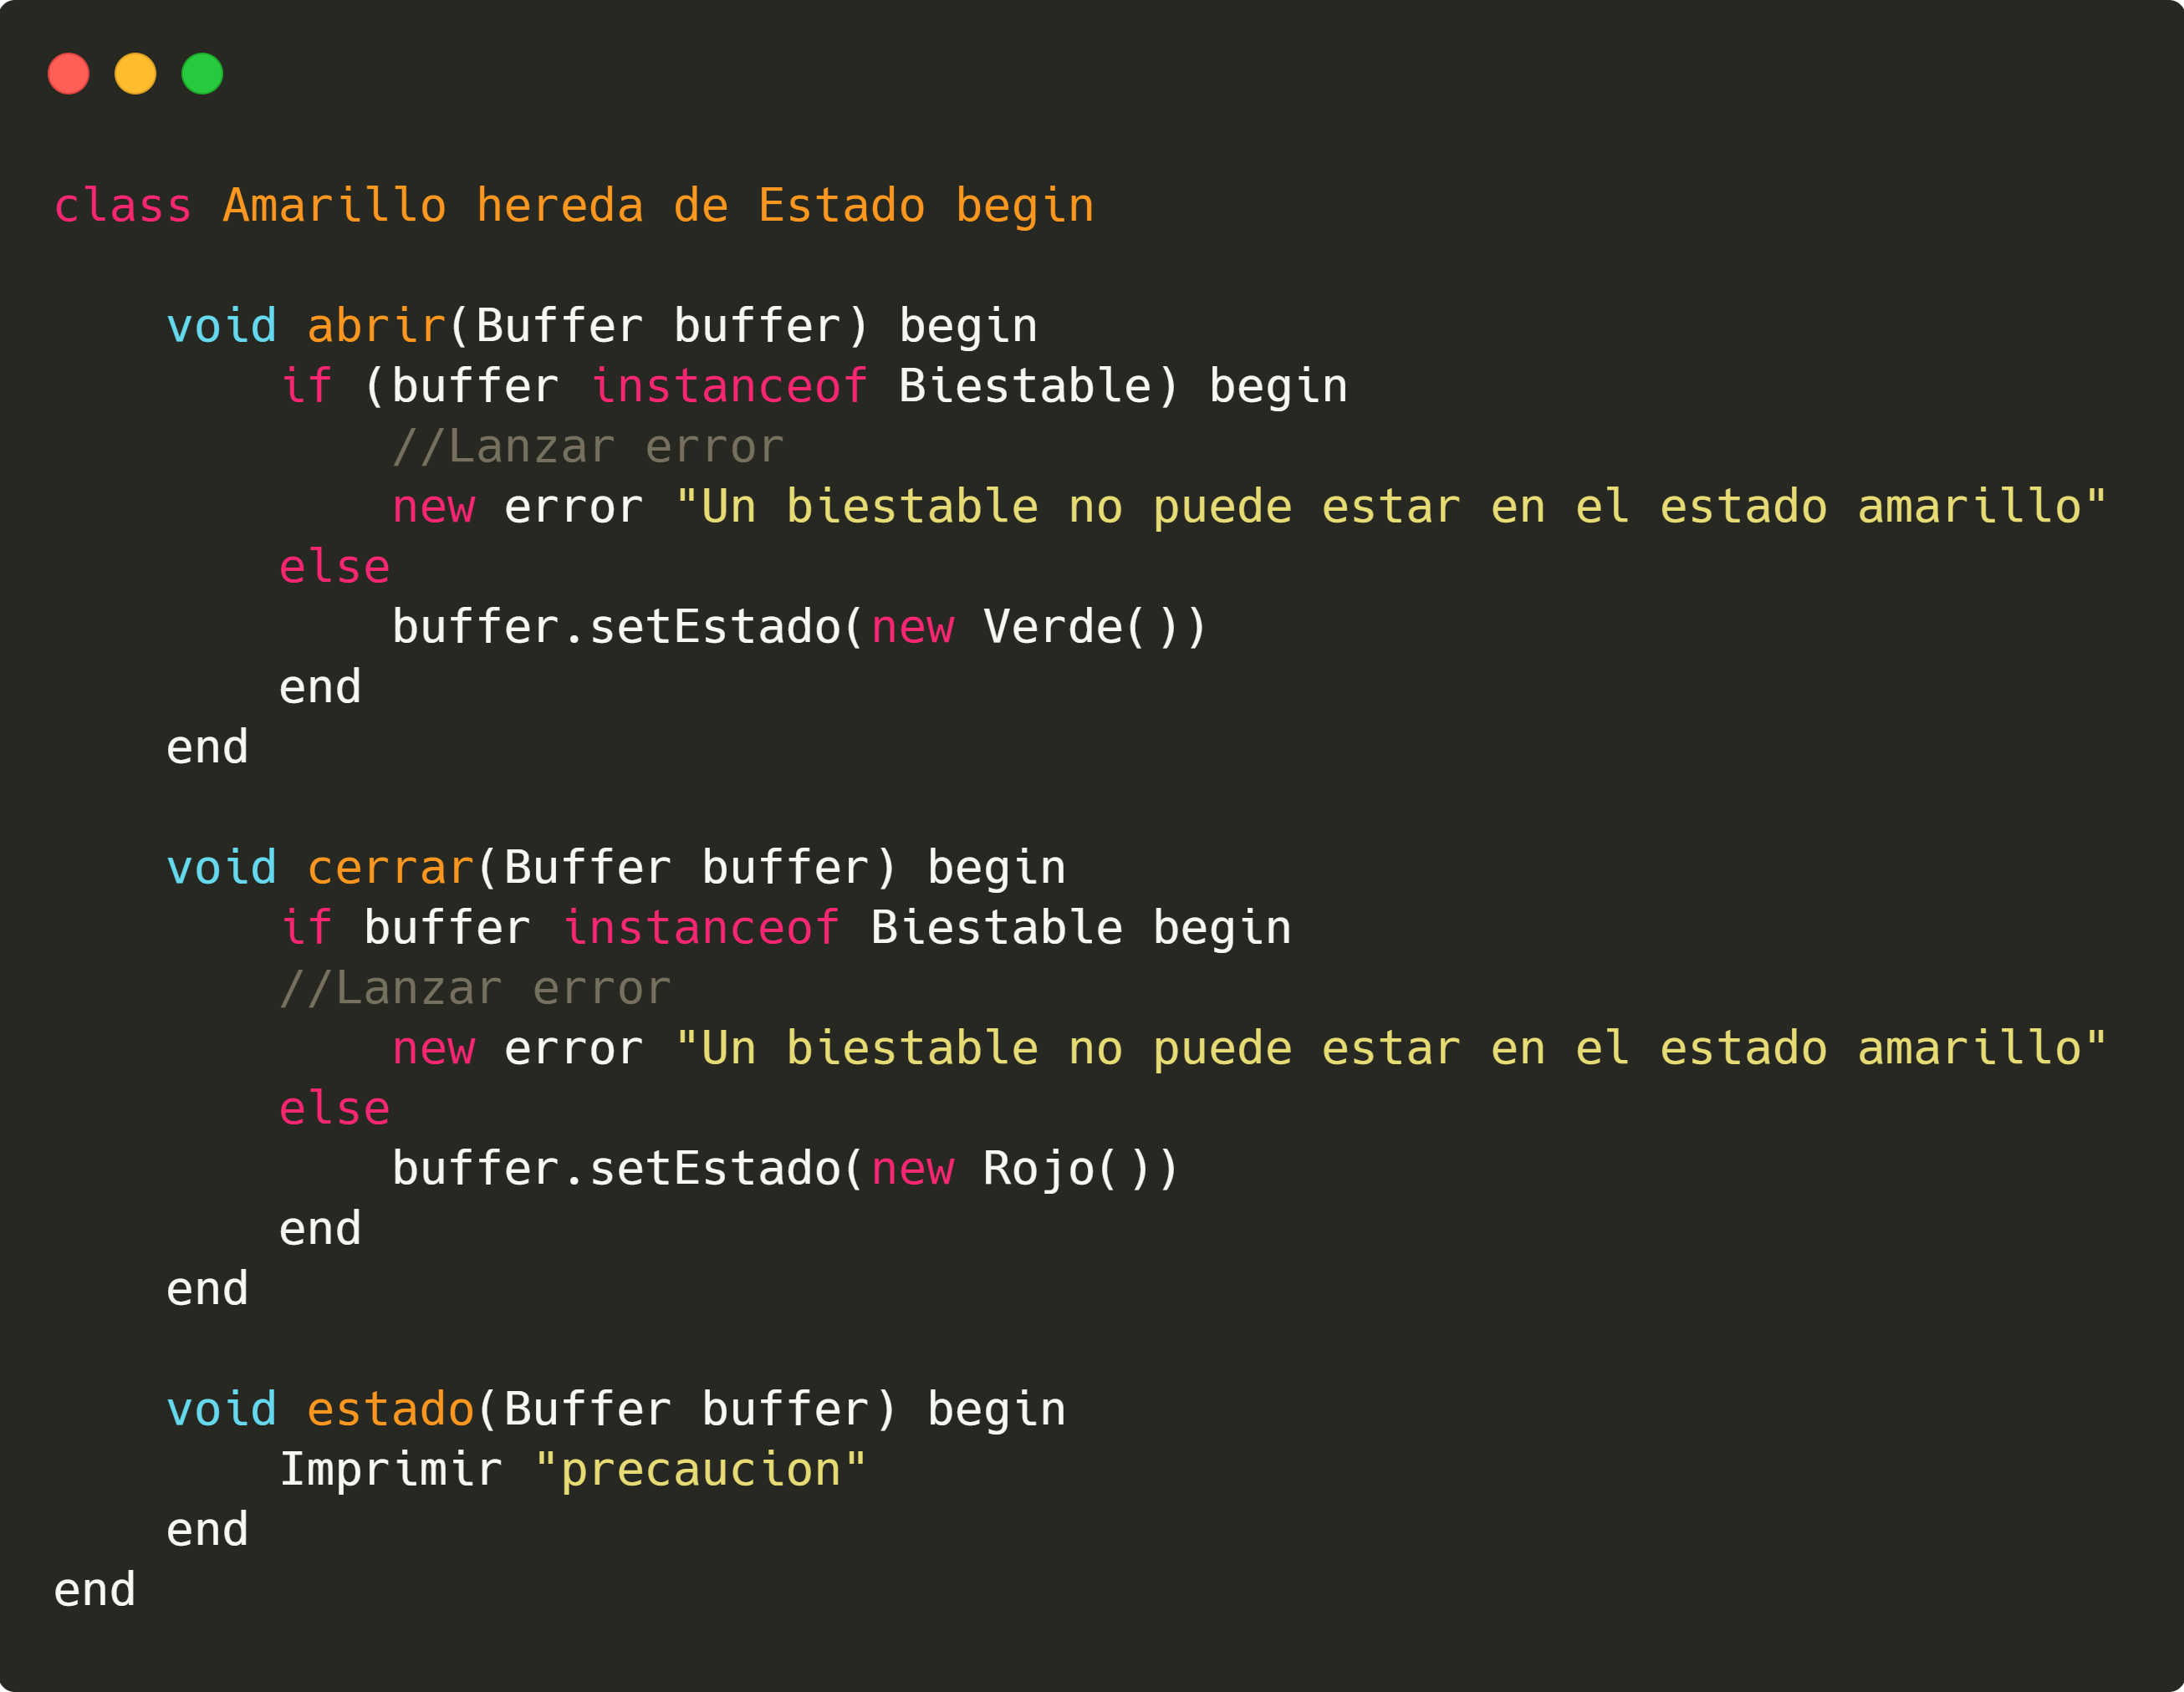 class Amarillo hereda de Estado begin
void abrir(Buffer buffer) begin
if (buffer instanceof Biestable) begin
//Lanzar error
new error "Un biestable no puede estar en el estado amarillo"
else
buffer.setEstado(new Verde())
end
end
void cerrar(Buffer buffer) begin
if buffer instanceof Biestable begin
//Lanzar error
new error "Un biestable no puede estar en el estado amarillo"
else
buffer.setEstado(new Rojo())
end
end
void estado(Buffer buffer) begin
Imprimir "precaucion"
end
end